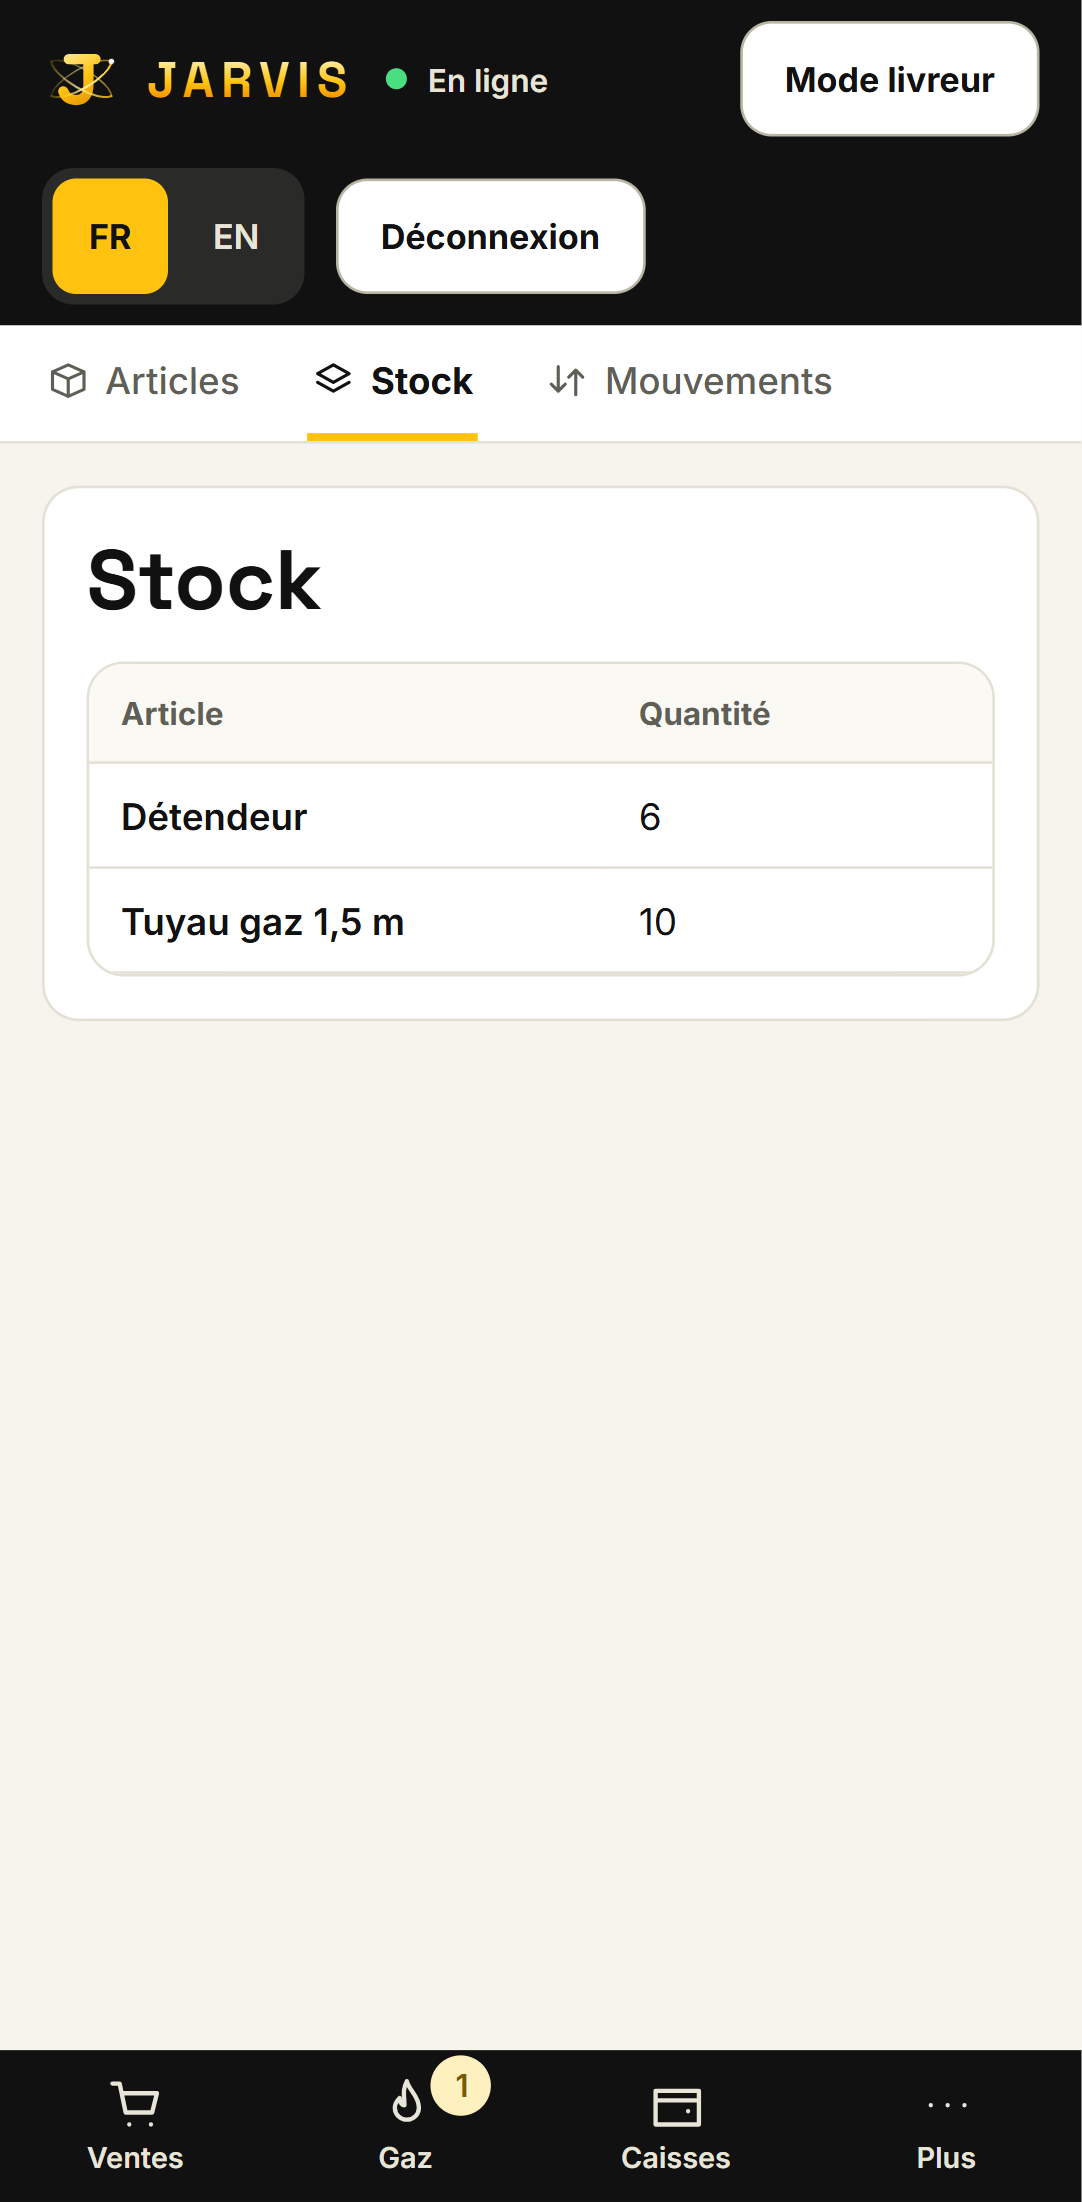 JARVIS En ligne Mode livreur
FR EN Déconnexion
Articles Stock Mouvements
Stock
Article Quantité
Détendeur 6
Tuyau gaz 1,5 m 10
1
Ventes Gaz Caisses Plus